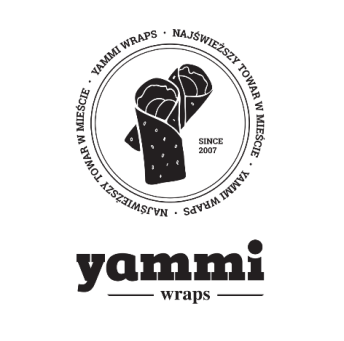 YAMMI WRAPS · NAJŚWIEŻSZY TOWAR W MIEŚCIE · YAMMI WRAPS · NAJŚWIEŻSZY TOWAR W MIEŚCIE ·
SINCE
2007
yammi
wraps